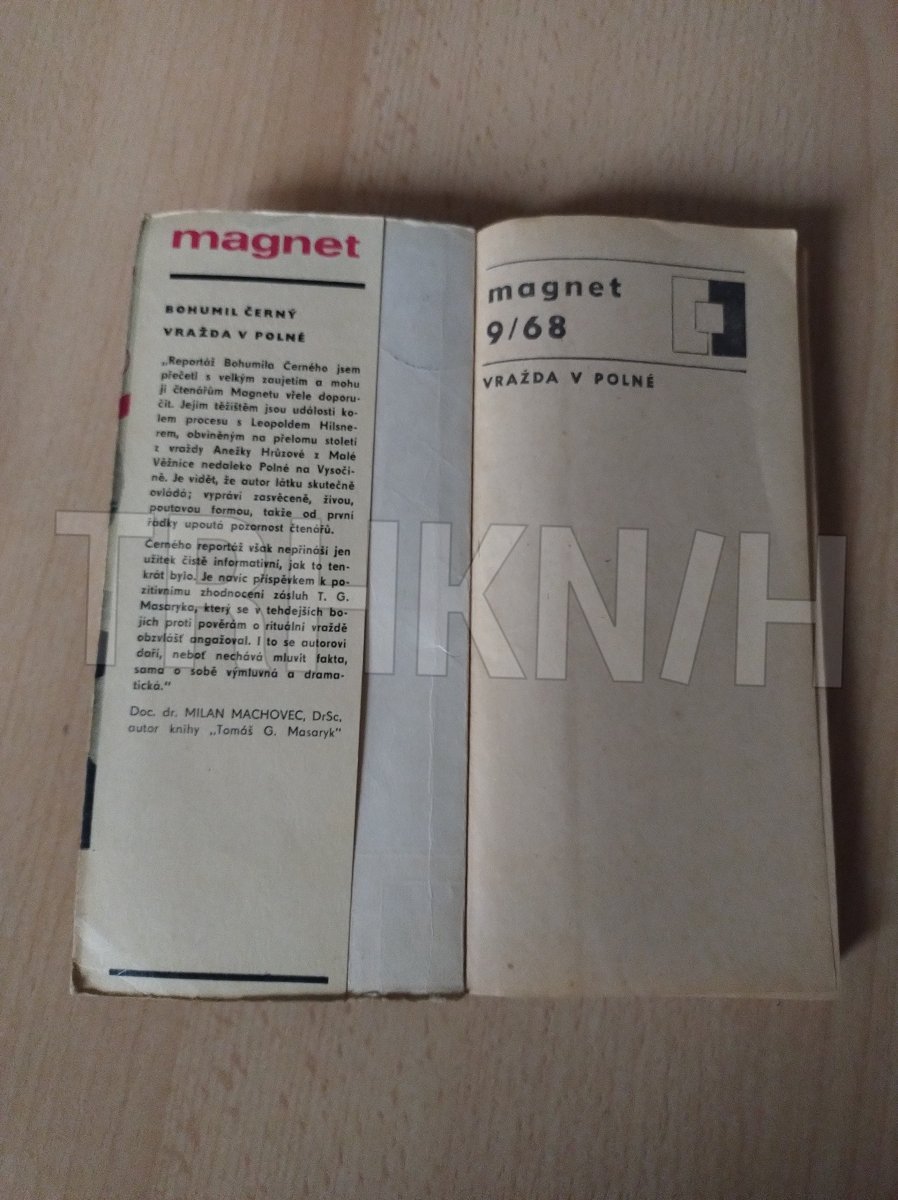 magnet
BOHUMIL ČERNÝ
VRAŽDA V POLNÉ
„Reportáž Bohumila Černého jsem
přečetl s velkým zaujetím a mohu
ji čtenářům Magnetu vřele doporu-
čit. Jejím těžištěm jsou události ko-
lem procesu s Leopoldem Hilsne-
rem, obviněným na přelomu století
z vraždy Anežky Hrůzové z Malé
Věžnice nedaleko Polné na Vysoči-
ně. Je vidět, že autor látku skutečně
ovládá; vypráví zasvěceně, živou,
poutavou formou, takže od první
řádky upoutá pozornost čtenářů.
Černého reportáž však nepřináší jen
užitek čistě informativní, jak to ten-
krát bylo. Je navíc příspěvkem k po-
zitivnímu zhodnocení zásluh T. G.
Masaryka, který se v tehdejších bo-
jích proti pověrám o rituální vraždě
obzvlášť angažoval. I to se autorovi
daří, neboť nechává mluvit fakta,
sama o sobě výmluvná a drama-
tická.“
Doc. dr. MILAN MACHOVEC, DrSc,
autor knihy „Tomáš G. Masaryk“
magnet
9/68
VRAŽDA V POLNÉ
TRHKNIH